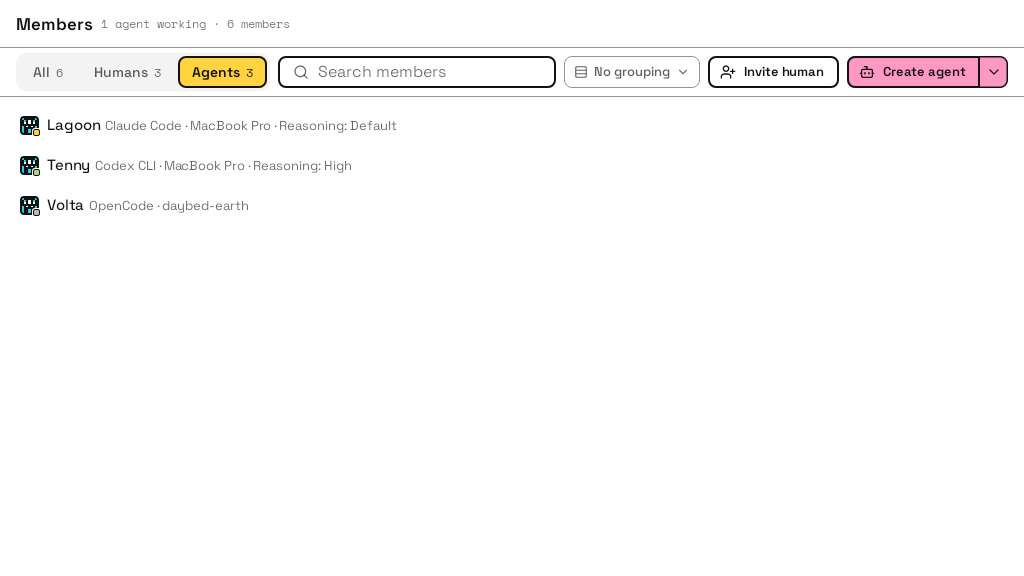 Members 1 agent working · 6 members
All 6 Humans 3 Agents 3 Search members No grouping Invite human Create agent
Lagoon Claude Code · MacBook Pro · Reasoning: Default
Tenny Codex CLI · MacBook Pro · Reasoning: High
Volta OpenCode · daybed-earth